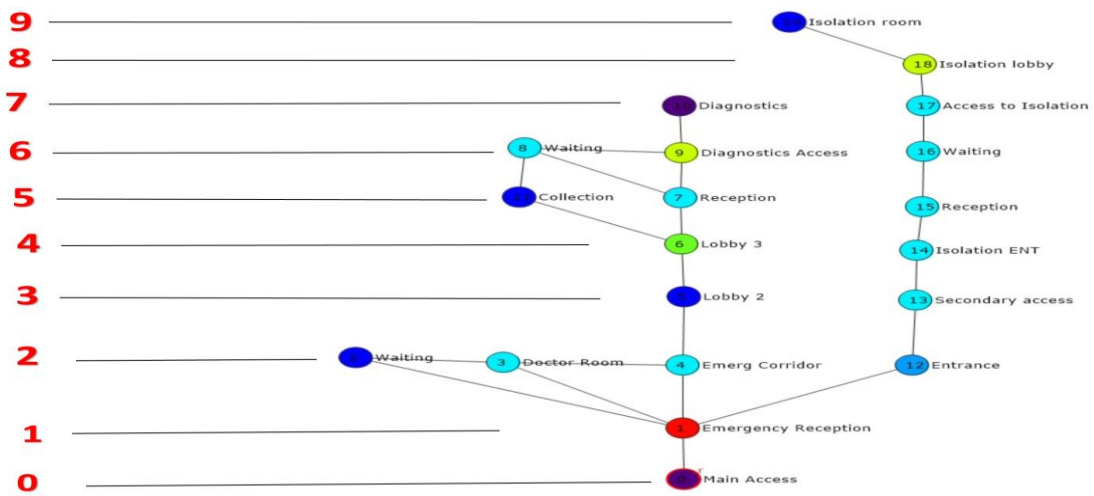 9 Isolation room
8 18 Isolation lobby
7 Diagnostics 17 Access to Isolation
6 8 Waiting 9 Diagnostics Access 16 Waiting
5 Collection 7 Reception 15 Reception
4 6 Lobby 3 14 Isolation ENT
3 Lobby 2 13 Secondary access
2 Waiting 3 Doctor Room 4 Emerg Corridor 12 Entrance
1 1 Emergency Reception
0 r Main Access